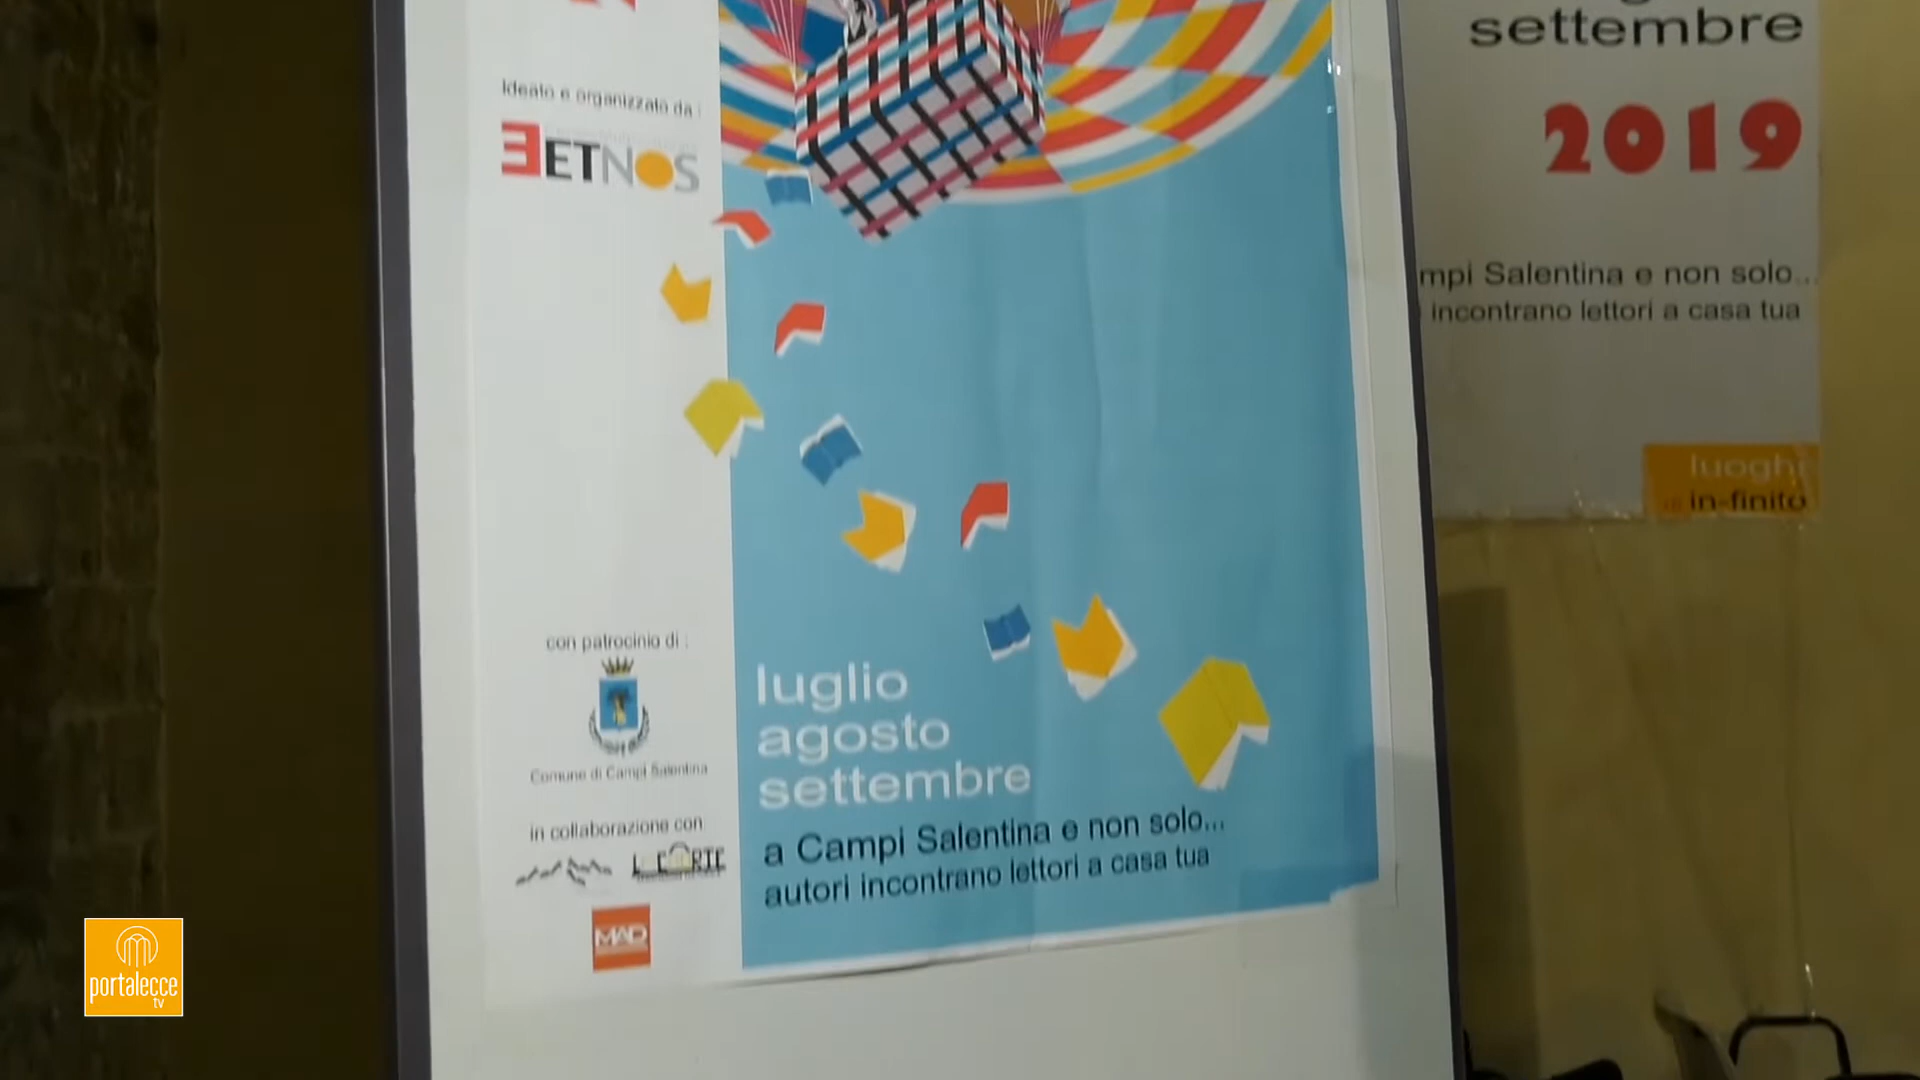 Ideato e organizzato da :
ETNOS
con patrocinio di :
Comune di Campi Salentina
in collaborazione con
MAD
luglio
agosto
settembre
a Campi Salentina e non solo...
autori incontrano lettori a casa tua
settembre
2019
mpi Salentina e non solo...
incontrano lettori a casa tua
luoghi
in-finito
portalecce
tv